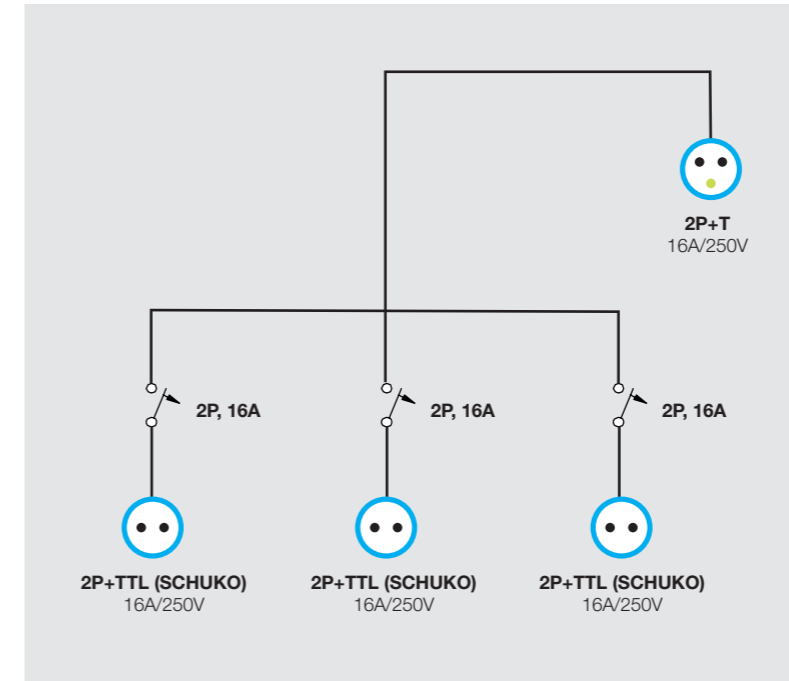 2P+T
16A/250V
2P, 16A
2P, 16A
2P, 16A
2P+TTL (SCHUKO)
16A/250V
2P+TTL (SCHUKO)
16A/250V
2P+TTL (SCHUKO)
16A/250V